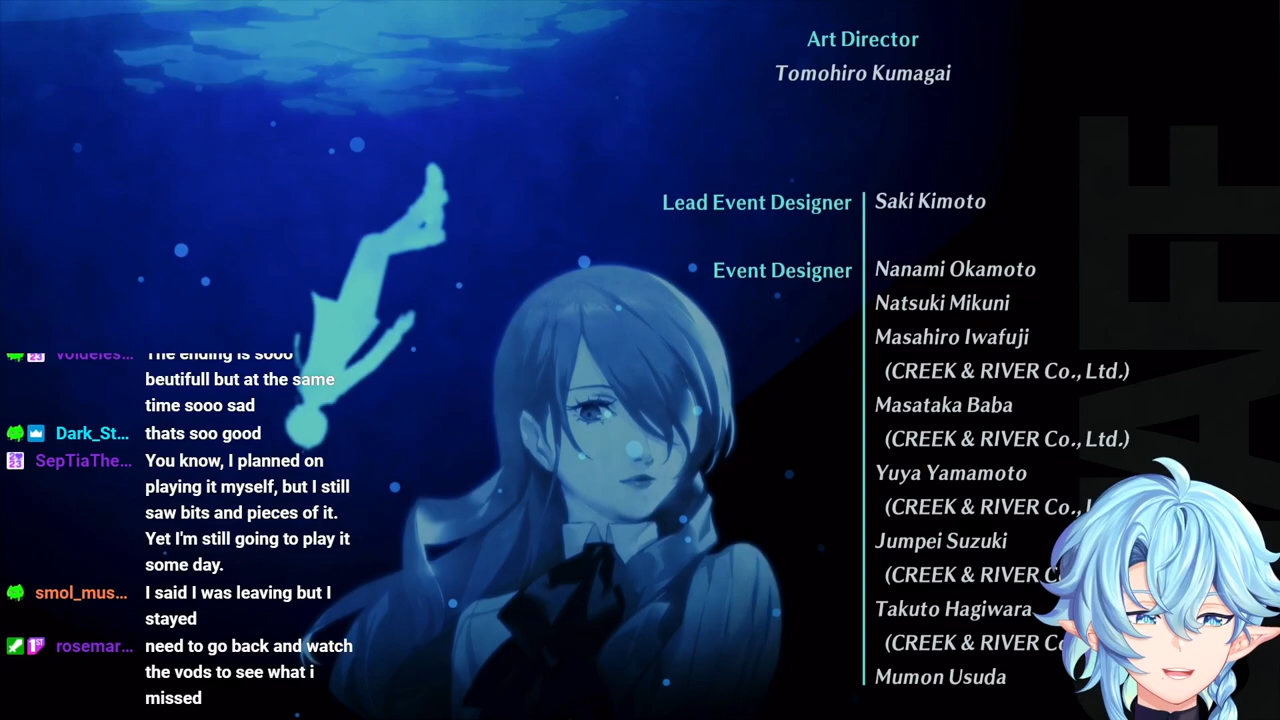 Art Director
Tomohiro Kumagai
Lead Event Designer
Saki Kimoto
Event Designer
Nanami Okamoto
Natsuki Mikuni
Masahiro Iwafuji
(CREEK & RIVER Co., Ltd.)
Masataka Baba
(CREEK & RIVER Co., Ltd.)
Yuya Yamamoto
(CREEK & RIVER Co.,
Jumpei Suzuki
(CREEK & RIVER
Takuto Hagiwara
(CREEK & RIVER
Mumon Usuda
The ending is sooo
beutifull but at the same
time sooo sad
Dark_St... thats soo good
SepTiaThe... You know, I planned on
playing it myself, but I still
saw bits and pieces of it.
Yet I'm still going to play it
some day.
smol_mus... I said I was leaving but I
stayed
rosemar... need to go back and watch
the vods to see what i
missed